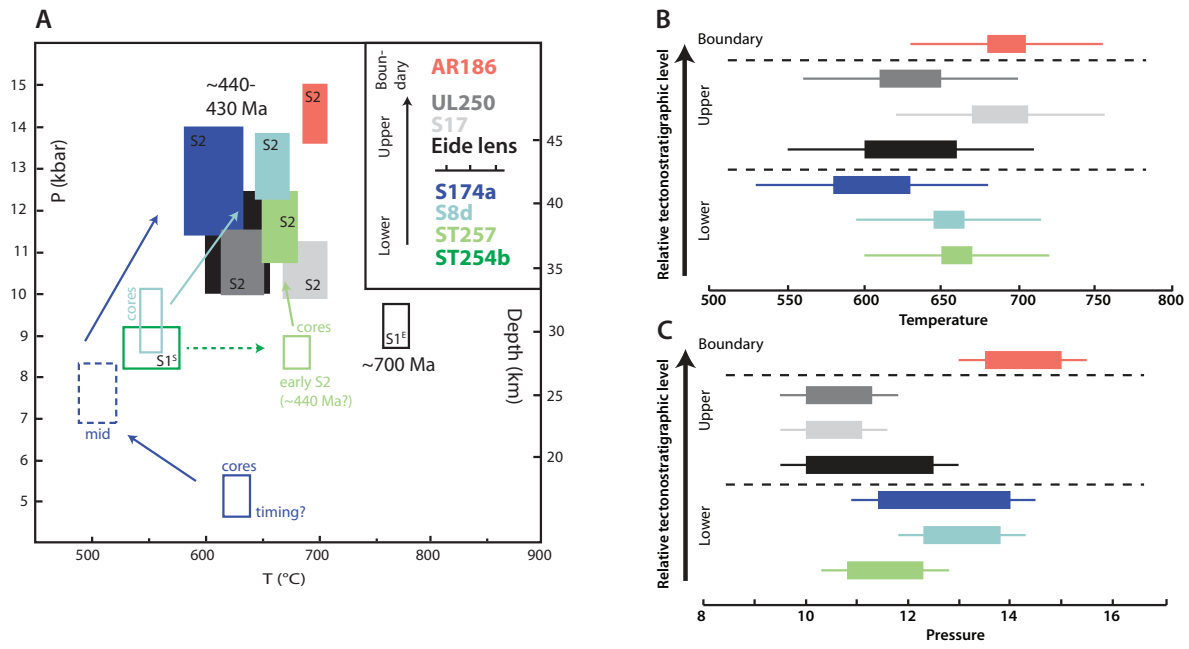 A
P (kbar)
15
14
13
12
11
10
9
8
7
6
5
500
600
700
800
900
T (°C)
45
40
35
30
25
20
Depth (km)
~440-
430 Ma
S2
S2
S2
S2
S2
S2
cores
S1S
cores
early S2
(~440 Ma?)
S1E
~700 Ma
mid
cores
timing?
Boun-
dary
Upper
Lower
AR186
UL250
S17
Eide lens
S174a
S8d
ST257
ST254b
B
Relative tectonostratigraphic level
Boundary
Upper
Lower
500
550
600
650
700
750
800
Temperature
C
Relative tectonostratigraphic level
Boundary
Upper
Lower
8
10
12
14
16
Pressure